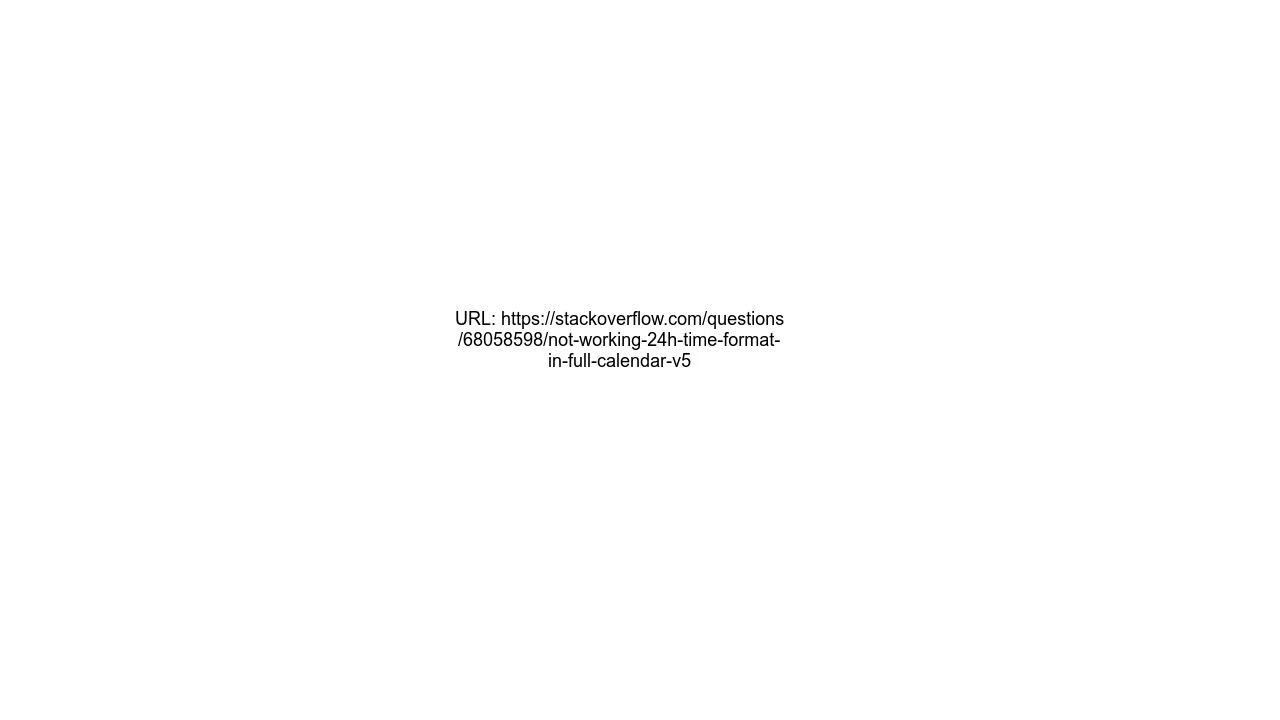 URL: https://stackoverflow.com/questions
/68058598/not-working-24h-time-format-
in-full-calendar-v5